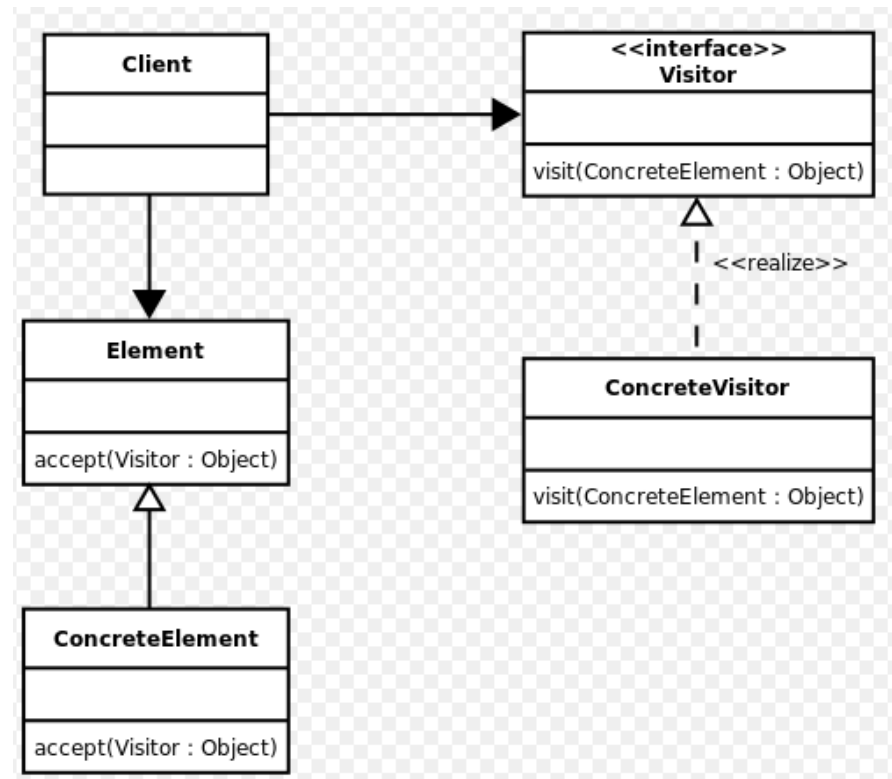 Client
<<interface>>
Visitor
visit(ConcreteElement : Object)
<<realize>>
Element
accept(Visitor : Object)
ConcreteVisitor
visit(ConcreteElement : Object)
ConcreteElement
accept(Visitor : Object)